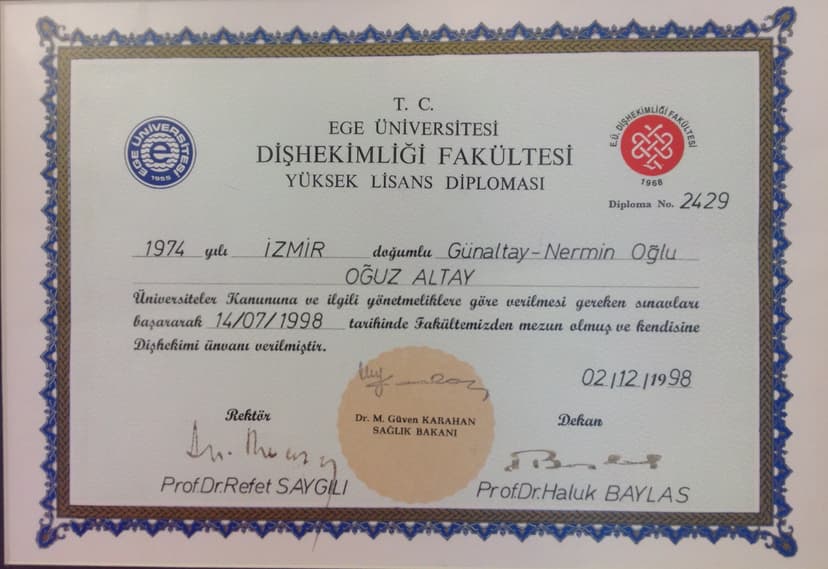 T. C.
EGE ÜNİVERSİTESİ
DİŞHEKİMLİĞİ FAKÜLTESİ
YÜKSEK LİSANS DİPLOMASI
EGE ÜNİVERSİTESİ
1955
E.Ü. DİŞHEKİMLİĞİ FAKÜLTESİ
1968
Diploma No. 2429
1974 yılı İZMİR doğumlu Günaltay-Nermin Oğlu
OĞUZ ALTAY
Üniversiteler Kanununa ve ilgili yönetmeliklere göre verilmesi gereken sınavları
başararak 14/07/1998 tarihinde Fakültemizden mezun olmuş ve kendisine
Dişhekimi ünvanı verilmiştir.
02/12/1998
Rektör
Dekan
Dr. M. Güven KARAHAN
SAĞLIK BAKANI
Prof.Dr.Refet SAYGILI
Prof.Dr.Haluk BAYLAS